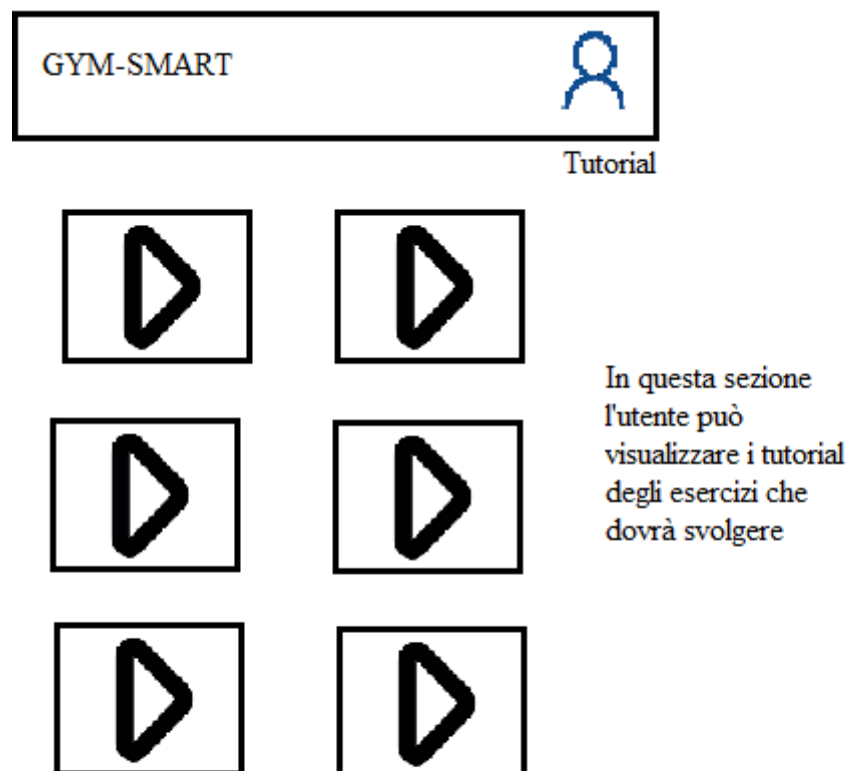 GYM-SMART
Tutorial
In questa sezione
l'utente può
visualizzare i tutorial
degli esercizi che
dovrà svolgere